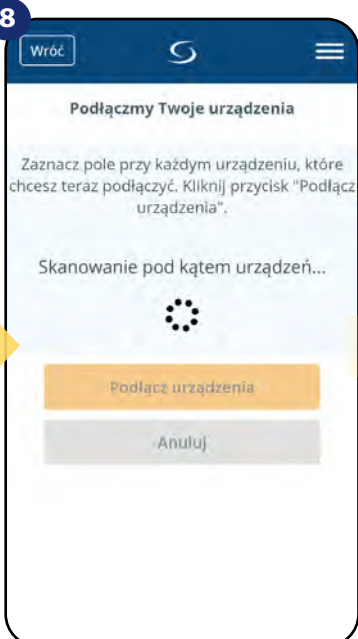 8
Wróć
Podłączmy Twoje urządzenia
Zaznacz pole przy każdym urządzeniu, które
chcesz teraz podłączyć. Kliknij przycisk "Podłącz
urządzenia".
Skanowanie pod kątem urządzeń...
Podłącz urządzenia
Anuluj